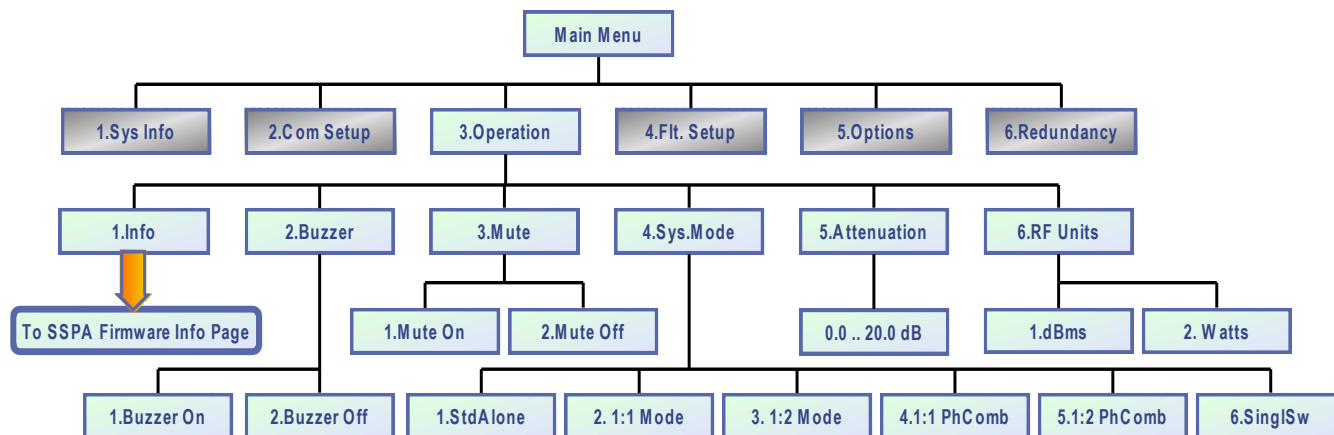 Main Menu
1.Sys Info
2.Com Setup
3.Operation
4.Flt. Setup
5.Options
6.Redundancy
1.Info
2.Buzzer
3.Mute
4.Sys.Mode
5.Attenuation
6.RF Units
To SSPA Firmware Info Page
1.Mute On
2.Mute Off
0.0 .. 20.0 dB
1.dBms
2. Watts
1.Buzzer On
2.Buzzer Off
1.StdAlone
2. 1:1 Mode
3. 1:2 Mode
4.1:1 PhComb
5.1:2 PhComb
6.SinglSw